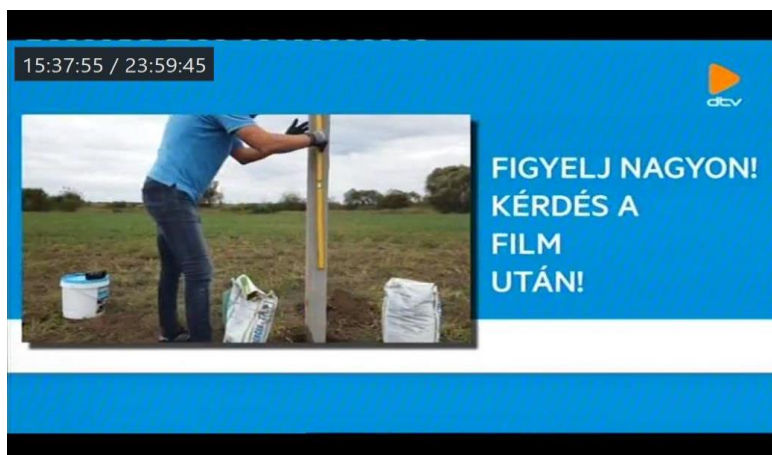 15:37:55 / 23:59:45
dtv
FIGYELJ NAGYON!
KÉRDÉS A
FILM
UTÁN!